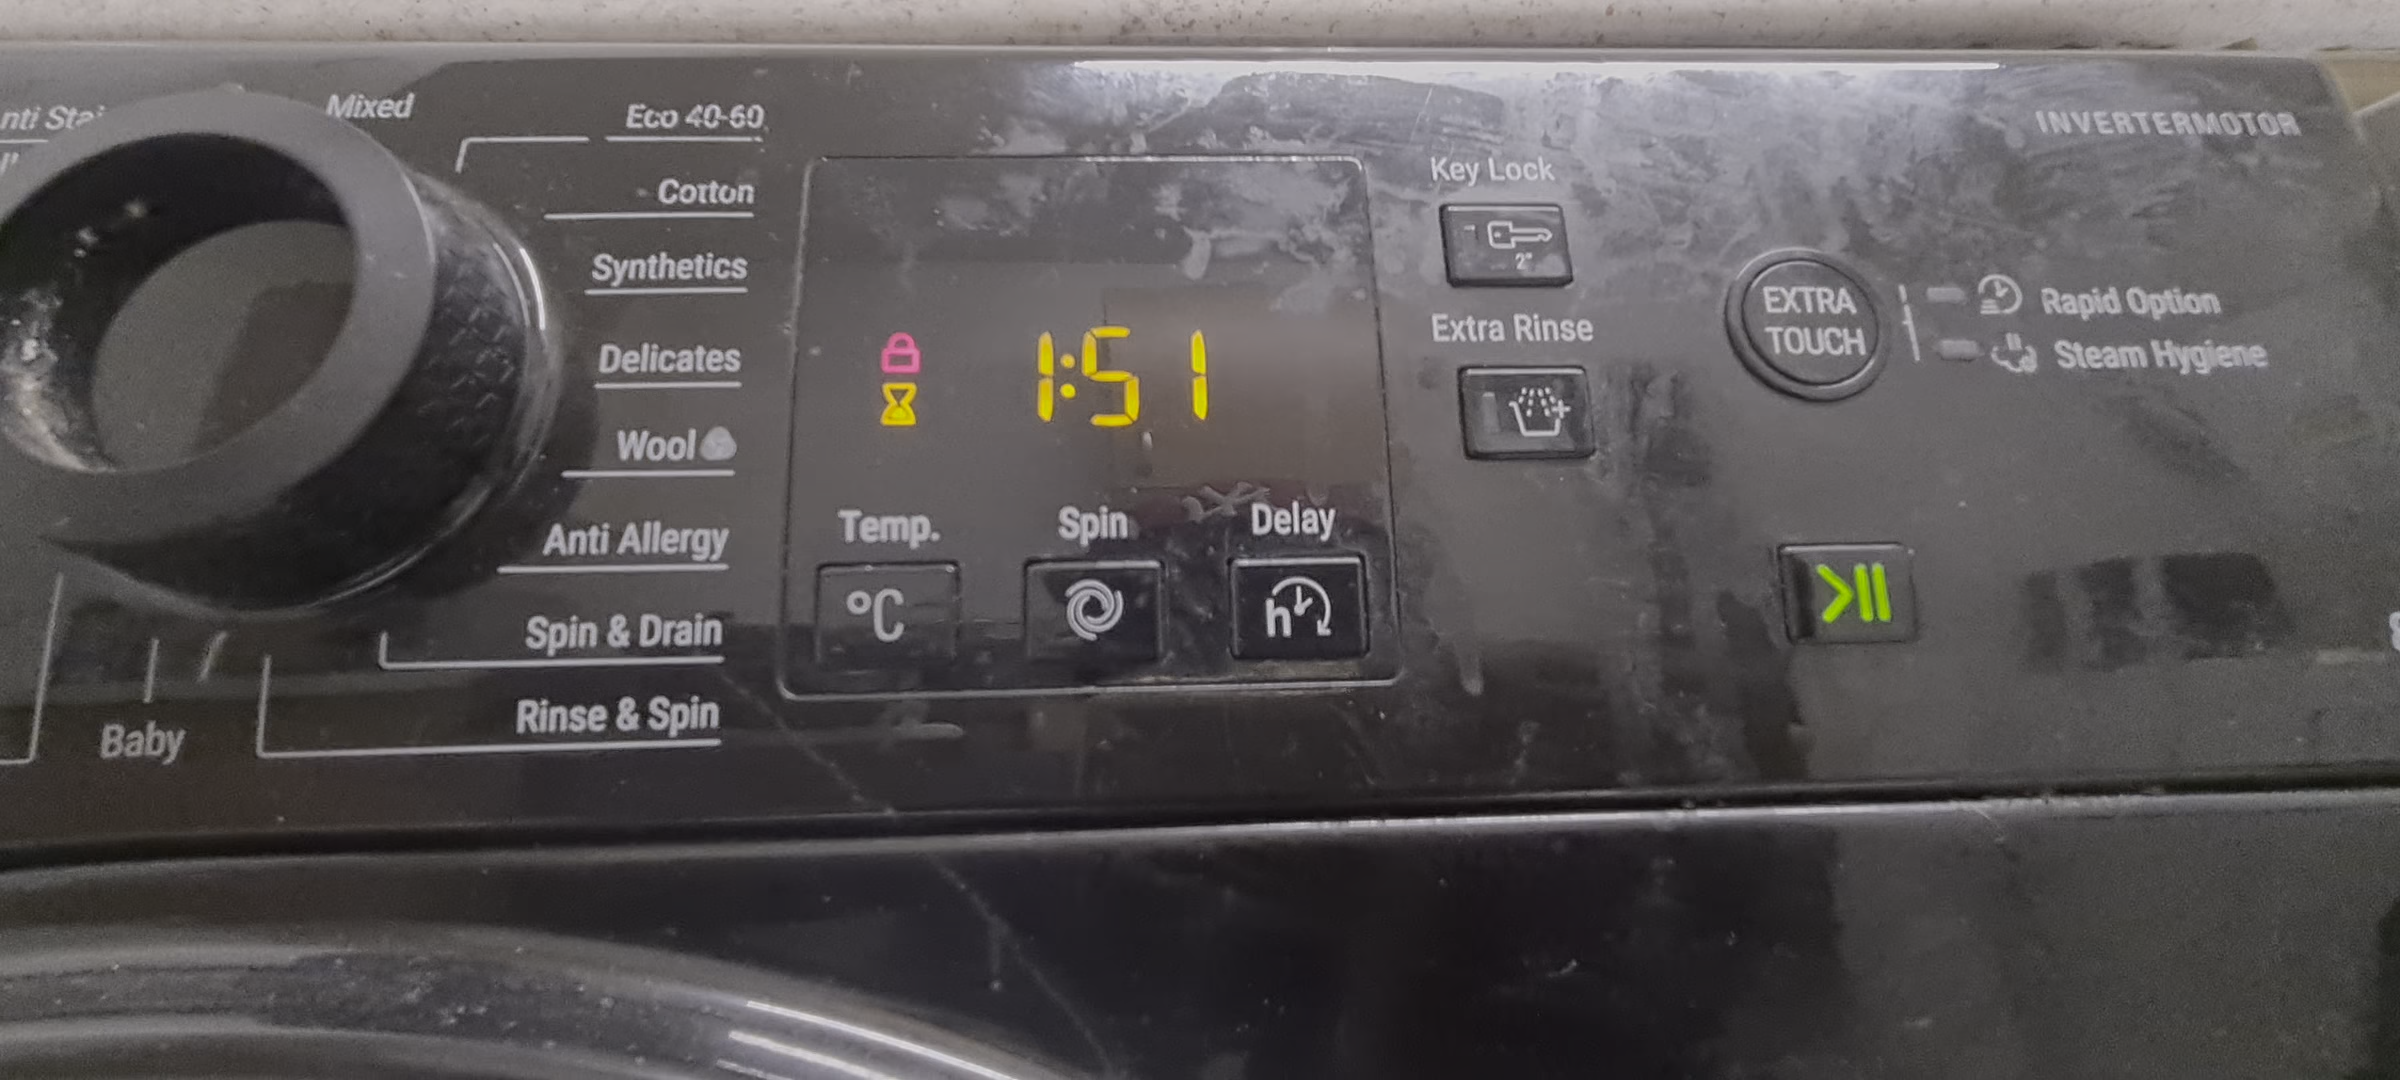 Mixed
Eco 40-60
Cotton
Synthetics
Delicates
Wool
Anti Allergy
Spin & Drain
Rinse & Spin
Baby
1:51
Temp.
°C
Spin
Delay
h
Key Lock
2"
Extra Rinse
EXTRA
TOUCH
Rapid Option
Steam Hygiene
INVERTERMOTOR